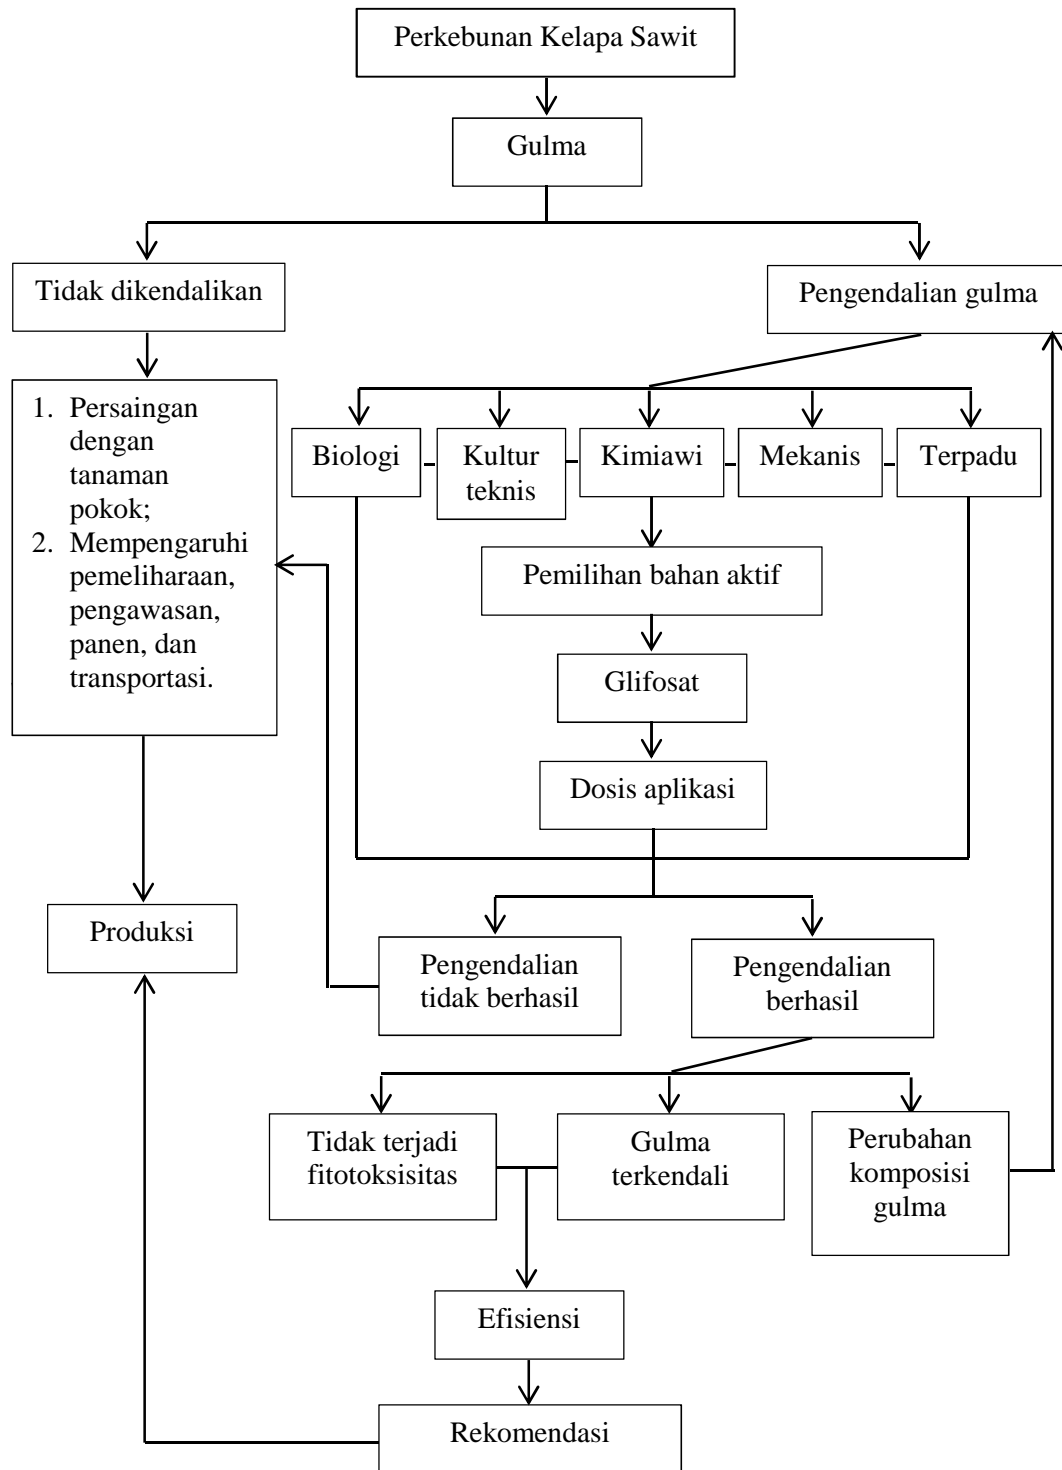 Perkebunan Kelapa Sawit
Gulma
Tidak dikendalikan
Pengendalian gulma
1. Persaingan
dengan
tanaman
pokok;
2. Mempengaruhi
pemeliharaan,
pengawasan,
panen, dan
transportasi.
Biologi
Kultur
teknis
Kimiawi
Mekanis
Terpadu
Pemilihan bahan aktif
Glifosat
Dosis aplikasi
Produksi
Pengendalian
tidak berhasil
Pengendalian
berhasil
Tidak terjadi
fitotoksisitas
Gulma
terkendali
Perubahan
komposisi
gulma
Efisiensi
Rekomendasi